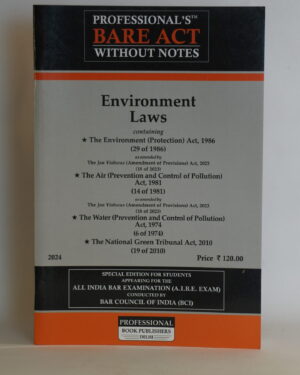 PROFESSIONAL'S™
BARE ACT
WITHOUT NOTES
Environment
Laws
containing
★ The Environment (Protection) Act, 1986
(29 of 1986)
as amended by
The Jan Vishwas (Amendment of Provisions) Act, 2023
(18 of 2023)
★ The Air (Prevention and Control of Pollution)
Act, 1981
(14 of 1981)
as amended by
The Jan Vishwas (Amendment of Provisions) Act, 2023
(18 of 2023)
★ The Water (Prevention and Control of Pollution)
Act, 1974
(6 of 1974)
★ The National Green Tribunal Act, 2010
(19 of 2010)
2024 Price ₹ 120.00
SPECIAL EDITION FOR STUDENTS
APPEARING FOR THE
ALL INDIA BAR EXAMINATION (A.I.B.E. EXAM)
CONDUCTED BY
BAR COUNCIL OF INDIA (BCI)
PROFESSIONAL
BOOK PUBLISHERS
DELHI